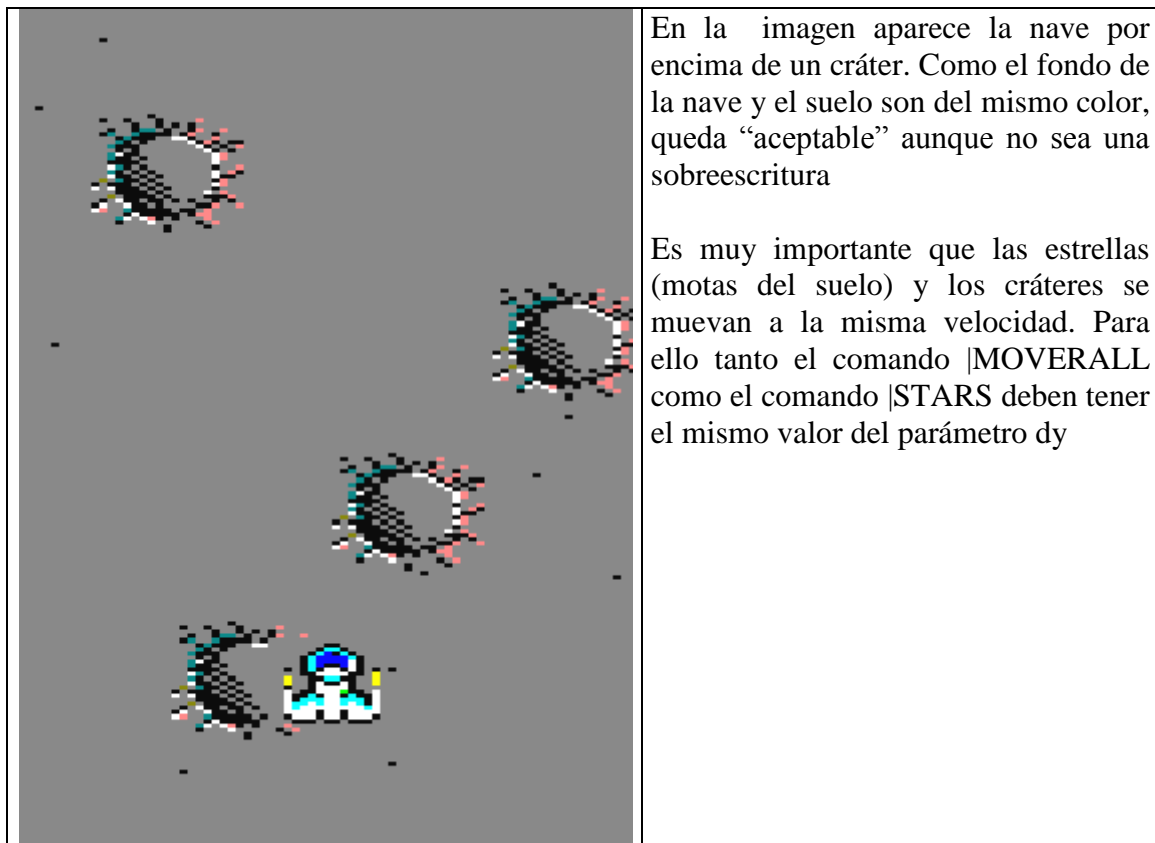 En la imagen aparece la nave por
encima de un cráter. Como el fondo de
la nave y el suelo son del mismo color,
queda “aceptable” aunque no sea una
sobreescritura
Es muy importante que las estrellas
(motas del suelo) y los cráteres se
muevan a la misma velocidad. Para
ello tanto el comando |MOVERALL
como el comando |STARS deben tener
el mismo valor del parámetro dy